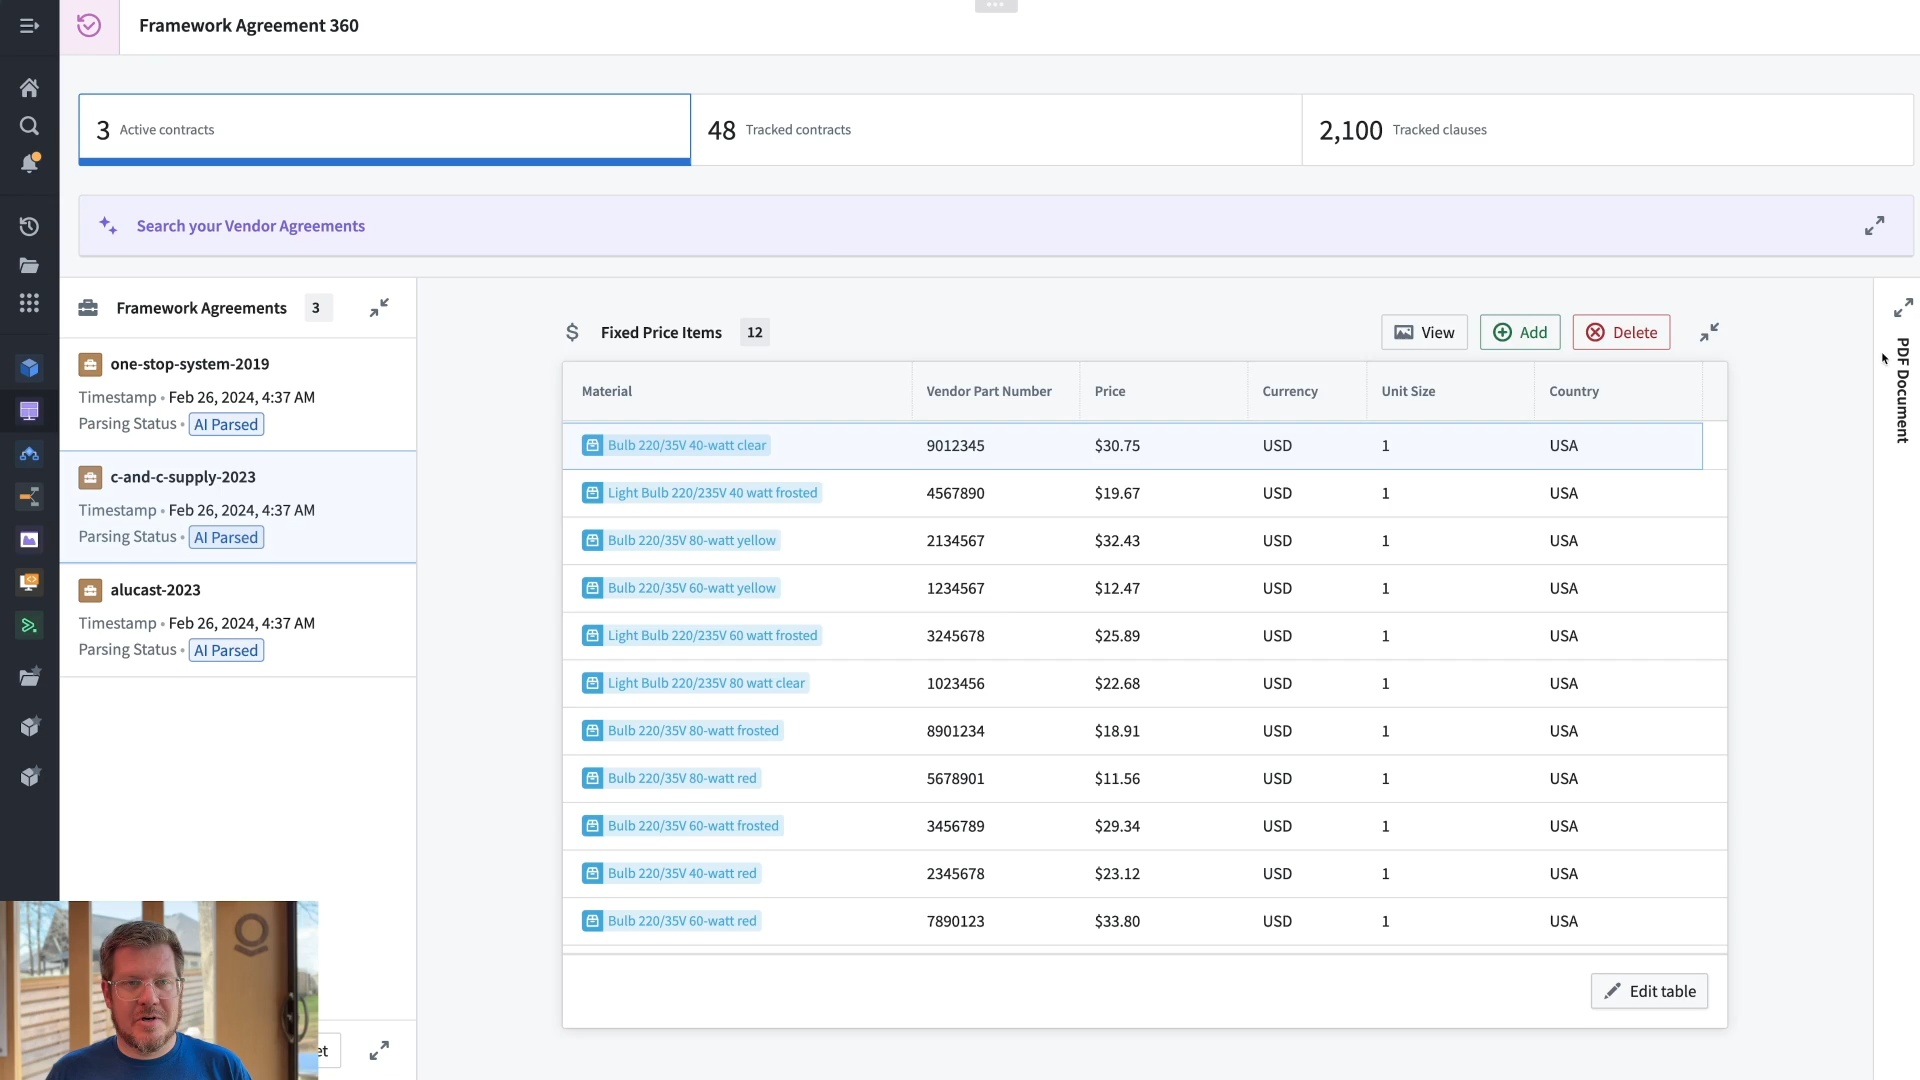 Framework Agreement 360
3 Active contracts
48 Tracked contracts
2,100 Tracked clauses
Search your Vendor Agreements
Framework Agreements 3
one-stop-system-2019
Timestamp • Feb 26, 2024, 4:37 AM
Parsing Status • AI Parsed
c-and-c-supply-2023
Timestamp • Feb 26, 2024, 4:37 AM
Parsing Status • AI Parsed
alucast-2023
Timestamp • Feb 26, 2024, 4:37 AM
Parsing Status • AI Parsed
et
$ Fixed Price Items 12
View Add Delete
Material Vendor Part Number Price Currency Unit Size Country
Bulb 220/35V 40-watt clear 9012345 $30.75 USD 1 USA
Light Bulb 220/235V 40 watt frosted 4567890 $19.67 USD 1 USA
Bulb 220/35V 80-watt yellow 2134567 $32.43 USD 1 USA
Bulb 220/35V 60-watt yellow 1234567 $12.47 USD 1 USA
Light Bulb 220/235V 60 watt frosted 3245678 $25.89 USD 1 USA
Light Bulb 220/235V 80 watt clear 1023456 $22.68 USD 1 USA
Bulb 220/35V 80-watt frosted 8901234 $18.91 USD 1 USA
Bulb 220/35V 80-watt red 5678901 $11.56 USD 1 USA
Bulb 220/35V 60-watt frosted 3456789 $29.34 USD 1 USA
Bulb 220/35V 40-watt red 2345678 $23.12 USD 1 USA
Bulb 220/35V 60-watt red 7890123 $33.80 USD 1 USA
Edit table
PDF Document